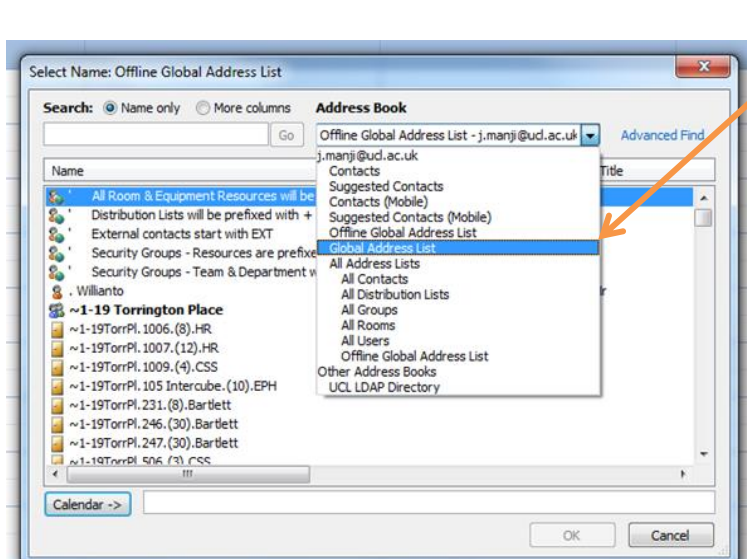 Select Name: Offline Global Address List
Search: Name only More columns Address Book
Go Offline Global Address List - j.manji@ucl.ac.uk Advanced Find
Name Title
j.manji@ucl.ac.uk
Contacts
Suggested Contacts
Contacts (Mobile)
Suggested Contacts (Mobile)
Offline Global Address List
Global Address List
All Address Lists
All Contacts
All Distribution Lists
All Groups
All Rooms
All Users
Offline Global Address List
Other Address Books
UCL LDAP Directory
' All Room & Equipment Resources will be
' Distribution Lists will be prefixed with +
' External contacts start with EXT
' Security Groups - Resources are prefixe
' Security Groups - Team & Department w
. Willianto
~1-19 Torrington Place
~1-19TorrPl.1006.(8).HR
~1-19TorrPl.1007.(12).HR
~1-19TorrPl.1009.(4).CSS
~1-19TorrPl.105 Intercube.(10).EPH
~1-19TorrPl.231.(8).Bartlett
~1-19TorrPl.246.(30).Bartlett
~1-19TorrPl.247.(30).Bartlett
~1-19TorrPl.506.(3).CSS
Calendar ->
OK Cancel